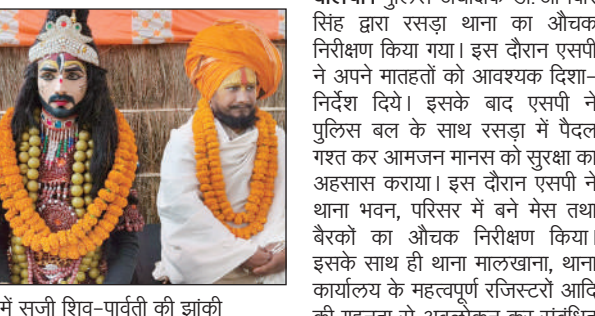 में सजी शिव-पार्वती की झांकी
सिंह द्वारा रसड़ा थाना का औचक
निरीक्षण किया गया। इस दौरान एसपी
ने अपने मातहतों को आवश्यक दिशा-
निर्देश दिये। इसके बाद एसपी ने
पुलिस बल के साथ रसड़ा में पैदल
गश्त कर आमजन मानस को सुरक्षा का
अहसास कराया। इस दौरान एसपी ने
थाना भवन, परिसर में बने मेस तथा
बैरकों का औचक निरीक्षण किया।
इसके साथ ही थाना मालखाना, थाना
कार्यालय के महत्वपूर्ण रजिस्टरों आदि